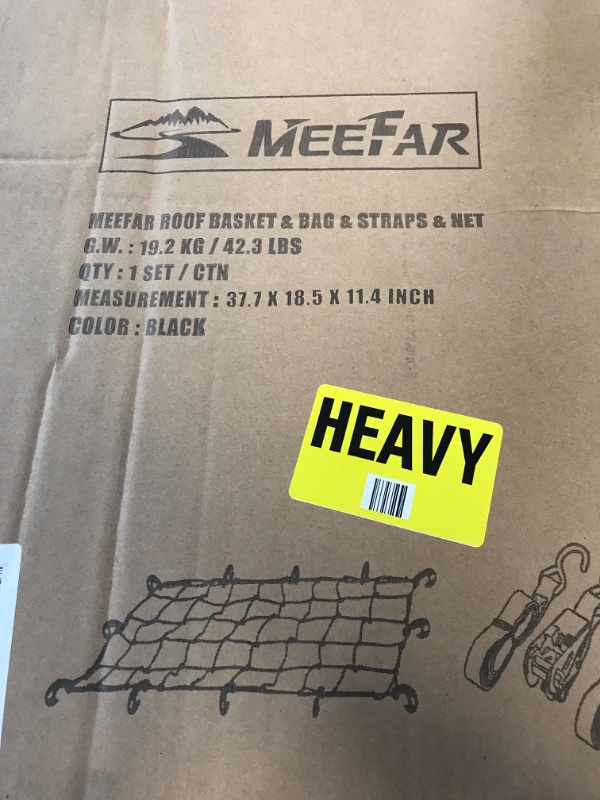 MEEFAR
MEEFAR ROOF BASKET & BAG & STRAPS & NET
G.W. : 19.2 KG / 42.3 LBS
QTY : 1 SET / CTN
MEASUREMENT : 37.7 X 18.5 X 11.4 INCH
COLOR : BLACK
HEAVY